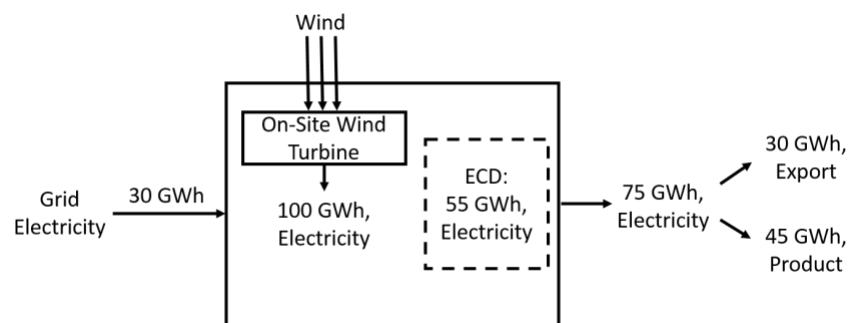 Wind
On-Site Wind
Turbine
Grid
Electricity
30 GWh
100 GWh,
Electricity
ECD:
55 GWh,
Electricity
75 GWh,
Electricity
30 GWh,
Export
45 GWh,
Product